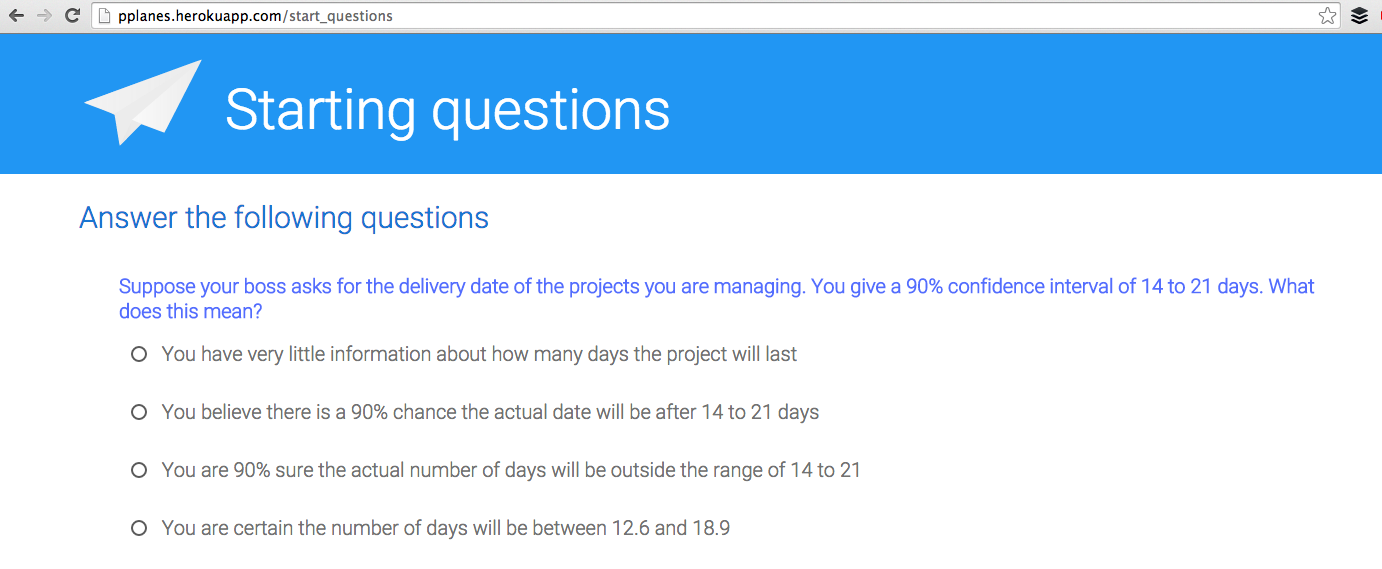 pplanes.herokuapp.com/start_questions
Starting questions
Answer the following questions
Suppose your boss asks for the delivery date of the projects you are managing. You give a 90% confidence interval of 14 to 21 days. What
does this mean?
You have very little information about how many days the project will last
You believe there is a 90% chance the actual date will be after 14 to 21 days
You are 90% sure the actual number of days will be outside the range of 14 to 21
You are certain the number of days will be between 12.6 and 18.9